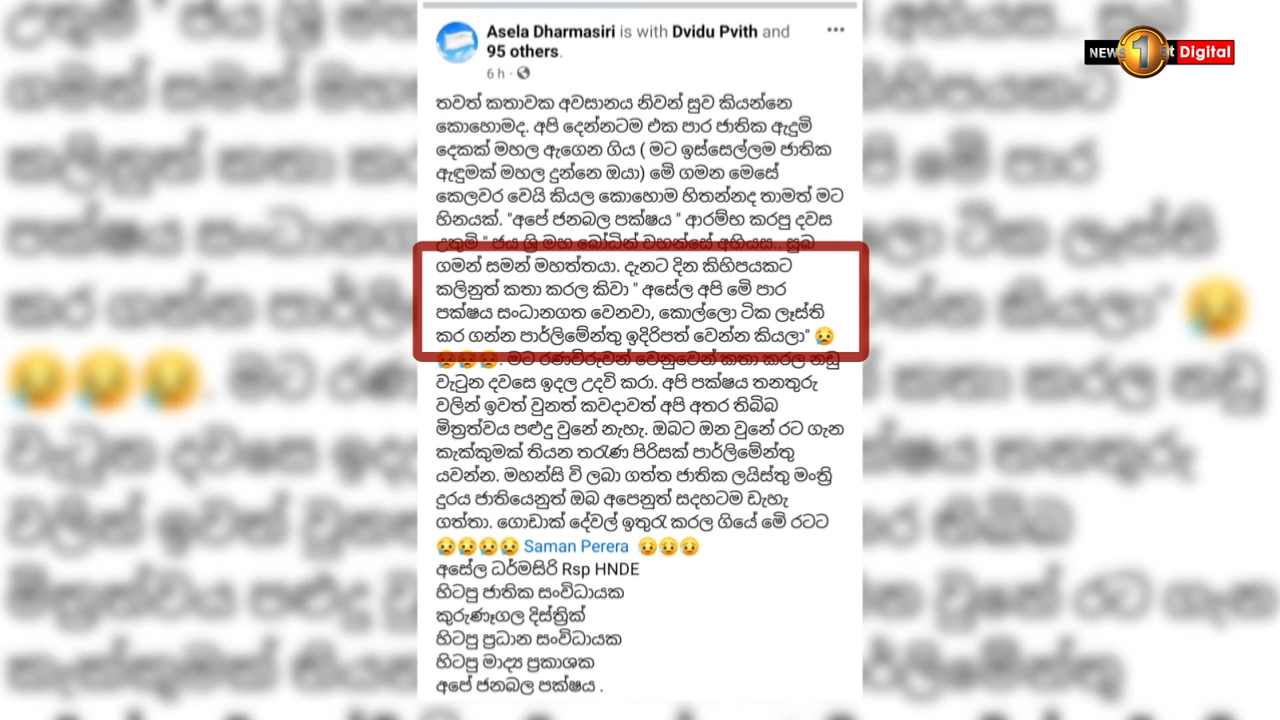 Asela Dharmasiri is with Dvidu Pvith and
95 others.
6 h
NEWS 1st Digital
තවත් කතාවක අවසානය නිවන් සුව කියන්නෙ
කොහොමද. අපි දෙන්නටම එක පාර ජාතික ඇදුම්
දෙකක් මහල ඇගෙන ගිය ( මට ඉස්සෙල්ලම ජාතික
ඇඳුමක් මහල දුන්නෙ ඔයා) මේ ගමන මෙසේ
කෙලවර වෙයි කියල කොහොම හිතන්නද තාමත් මට
හිනයක්. "අපේ ජනබල පක්ෂය " ආරම්භ කරපු දවස
උතුම් " ජය ශ්‍රි මහ බෝධින් වහන්සේ අභියස.. සුබ
ගමන් සමන් මහත්තයා. දැනට දින කිහිපයකට
කලිනුත් කතා කරල කිවා " අසේල අපි මේ පාර
පක්ෂය සංධානගත වෙනවා, කොල්ලො ටික ලෑස්ති
කර ගන්න පාර්ලිමේන්තු ඉදිරිපත් වෙන්න කියලා" 😥
😥😥😥. මට රණවිරුවන් වෙනුවෙන් කතා කරල නඩු
වැටුන දවසෙ ඉදල උදවි කරා. අපි පක්ෂය තනතුරු
වලින් ඉවත් වුනත් කවදාවත් අපි අතර තිබ්බ
මිත්‍රත්වය පළුදු වුනේ නැහැ. ඔබට ඔන වුනේ රට ගැන
කැක්කුමක් තියන තරැණ පිරිසක් පාර්ලිමේන්තු
යවන්න. මහන්සි වි ලබා ගත්ත ජාතික ලයිස්තු මංත්‍රි
දුරය ජාතියෙනුත් ඔබ අපෙනුත් සදහටම ඩැහැ
ගත්තා. ගොඩාක් දේවල් ඉතුරැ කරල ගියේ මේ රටට
😥😥😥😥 Saman Perera 😥😥😥
අසේල ධර්මසිරි Rsp HNDE
හිටපු ජාතික සංවිධායක
කුරුණෑගල දිස්ත්‍රික්
හිටපු ප්‍රධාන සංවිධායක
හිටපු මාද්‍ය ප්‍රකාශක
අපේ ජනබල පක්ෂය .